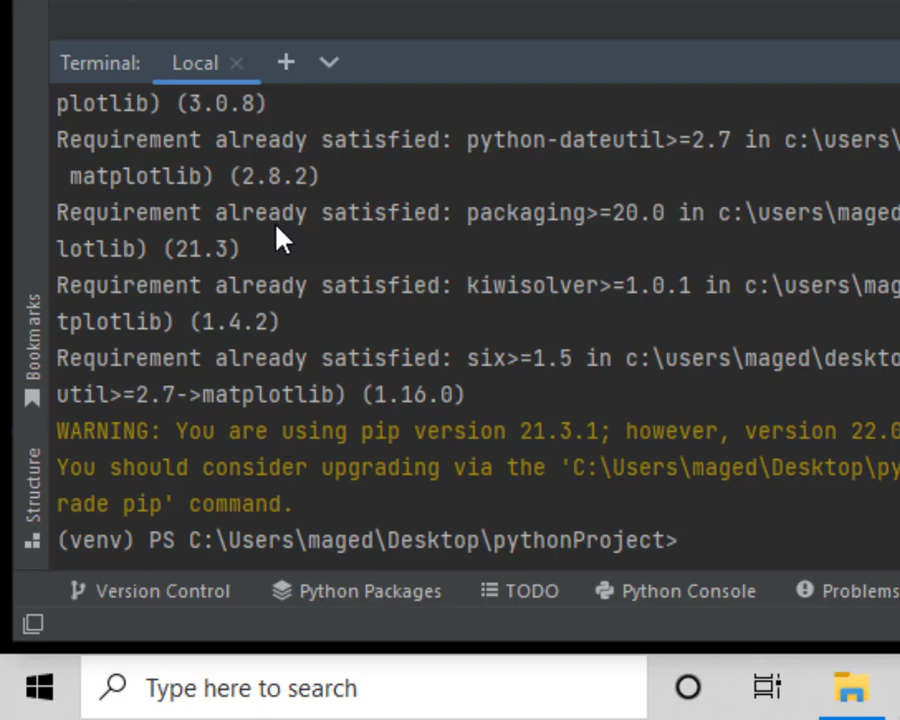 Terminal: Local
plotlib) (3.0.8)
Requirement already satisfied: python-dateutil>=2.7 in c:\users\
matplotlib) (2.8.2)
Requirement already satisfied: packaging>=20.0 in c:\users\maged
lotlib) (21.3)
Requirement already satisfied: kiwisolver>=1.0.1 in c:\users\mag
tplotlib) (1.4.2)
Requirement already satisfied: six>=1.5 in c:\users\maged\deskto
util>=2.7->matplotlib) (1.16.0)
WARNING: You are using pip version 21.3.1; however, version 22.0
You should consider upgrading via the 'C:\Users\maged\Desktop\py
rade pip' command.
(venv) PS C:\Users\maged\Desktop\pythonProject>
Bookmarks
Structure
Version Control Python Packages TODO Python Console Problems
Type here to search